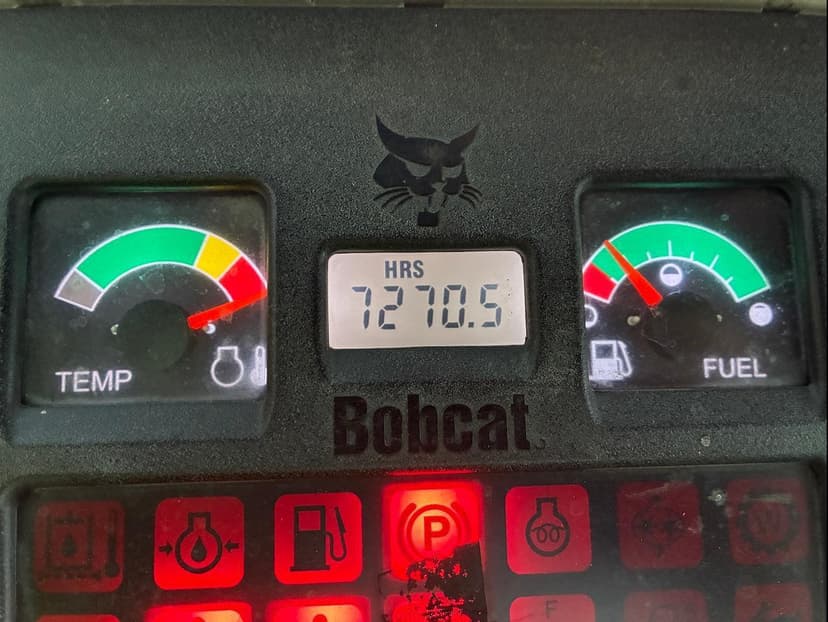 HRS
7270.5
TEMP
FUEL
Bobcat
P
F